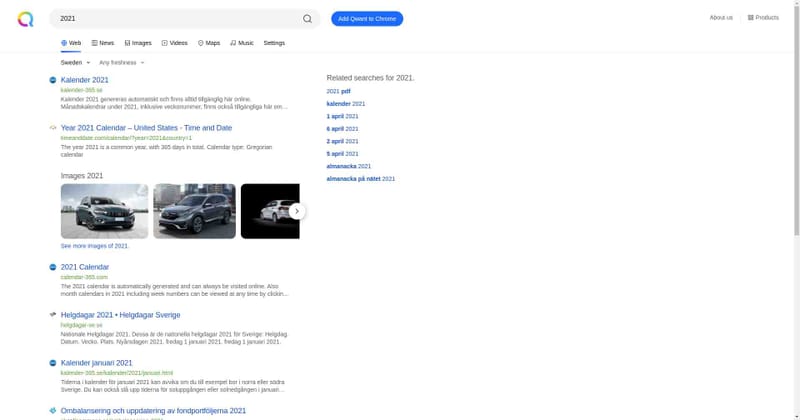 2021
Add Qwant to Chrome
About us
Products
Web
News
Images
Videos
Maps
Music
Settings
Sweden
Any freshness
Kalender 2021
kalender-365.se
Kalender 2021 genereras automatiskt och finns alltid tillgänglig här online.
Månadskalendrar under 2021, inklusive veckosnummer, finns också tillgängliga här om…
Year 2021 Calendar – United States - Time and Date
timeanddate.com/calendar/?year=2021&country=1
The year 2021 is a common year, with 365 days in total. Calendar type: Gregorian
calendar
Images 2021
See more images of 2021.
2021 Calendar
calendar-365.com
The 2021 calendar is automatically generated and can always be visited online. Also
month calendars in 2021 including week numbers can be viewed at any time by clickin…
Helgdagar 2021 • Helgdagar Sverige
helgdagar-se.se
Nationale Helgdagar 2021. Dessa är de nationella helgdagar 2021 för Sverige: Helgdag.
Datum. Vecko. Plats. Nyårsdagen 2021. fredag 1 januari 2021. fredag 1 januari 2021.
Kalender januari 2021
kalender-365.se/kalender/2021/januari.html
Tiderna i kalender för januari 2021 kan avvika om du till exempel bor i norra eller södra
Sverige. Du kan också slå upp tiderna för soluppgången eller solnedgången i januari…
Ombalansering och uppdatering av fondportföljerna 2021
Related searches for 2021.
2021 pdf
kalender 2021
1 april 2021
6 april 2021
2 april 2021
5 april 2021
almanacka 2021
almanacka på nätet 2021